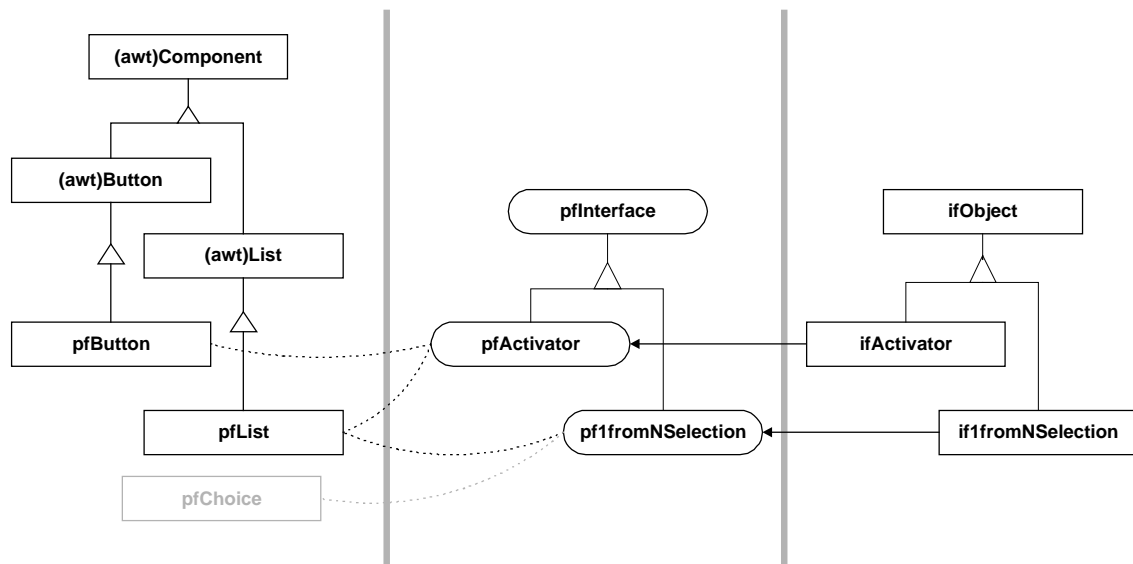 (awt)Component
(awt)Button
(awt)List
pfButton
pfList
pfChoice
pfInterface
pfActivator
pf1fromNSelection
ifObject
ifActivator
if1fromNSelection